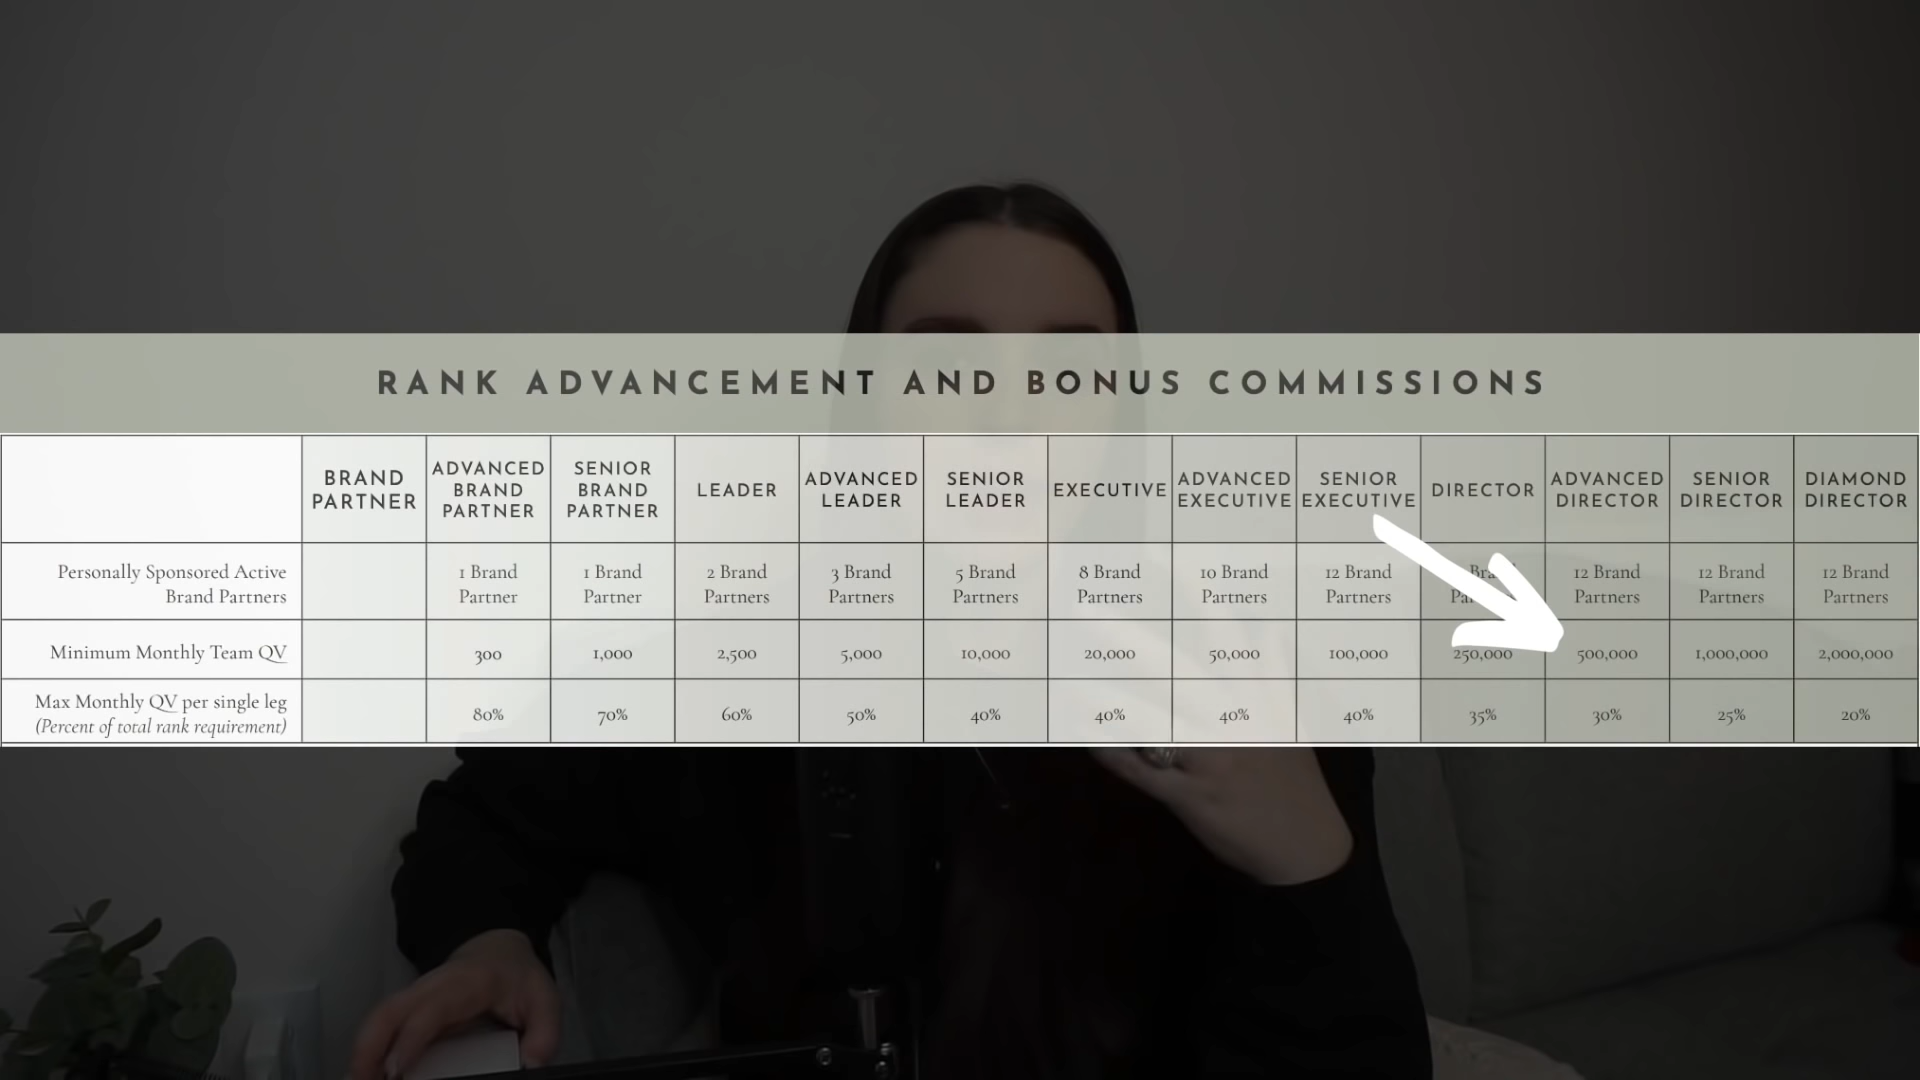 RANK ADVANCEMENT AND BONUS COMMISSIONS
BRAND PARTNER
ADVANCED BRAND PARTNER
SENIOR BRAND PARTNER
LEADER
ADVANCED LEADER
SENIOR LEADER
EXECUTIVE
ADVANCED EXECUTIVE
SENIOR EXECUTIVE
DIRECTOR
ADVANCED DIRECTOR
SENIOR DIRECTOR
DIAMOND DIRECTOR
Personally Sponsored Active Brand Partners
1 Brand Partner
1 Brand Partner
2 Brand Partners
3 Brand Partners
5 Brand Partners
8 Brand Partners
10 Brand Partners
12 Brand Partners
12 Brand Partners
12 Brand Partners
12 Brand Partners
Minimum Monthly Team QV
300
1,000
2,500
5,000
10,000
20,000
50,000
100,000
250,000
500,000
1,000,000
2,000,000
Max Monthly QV per single leg
(Percent of total rank requirement)
80%
70%
60%
50%
40%
40%
40%
40%
35%
30%
25%
20%